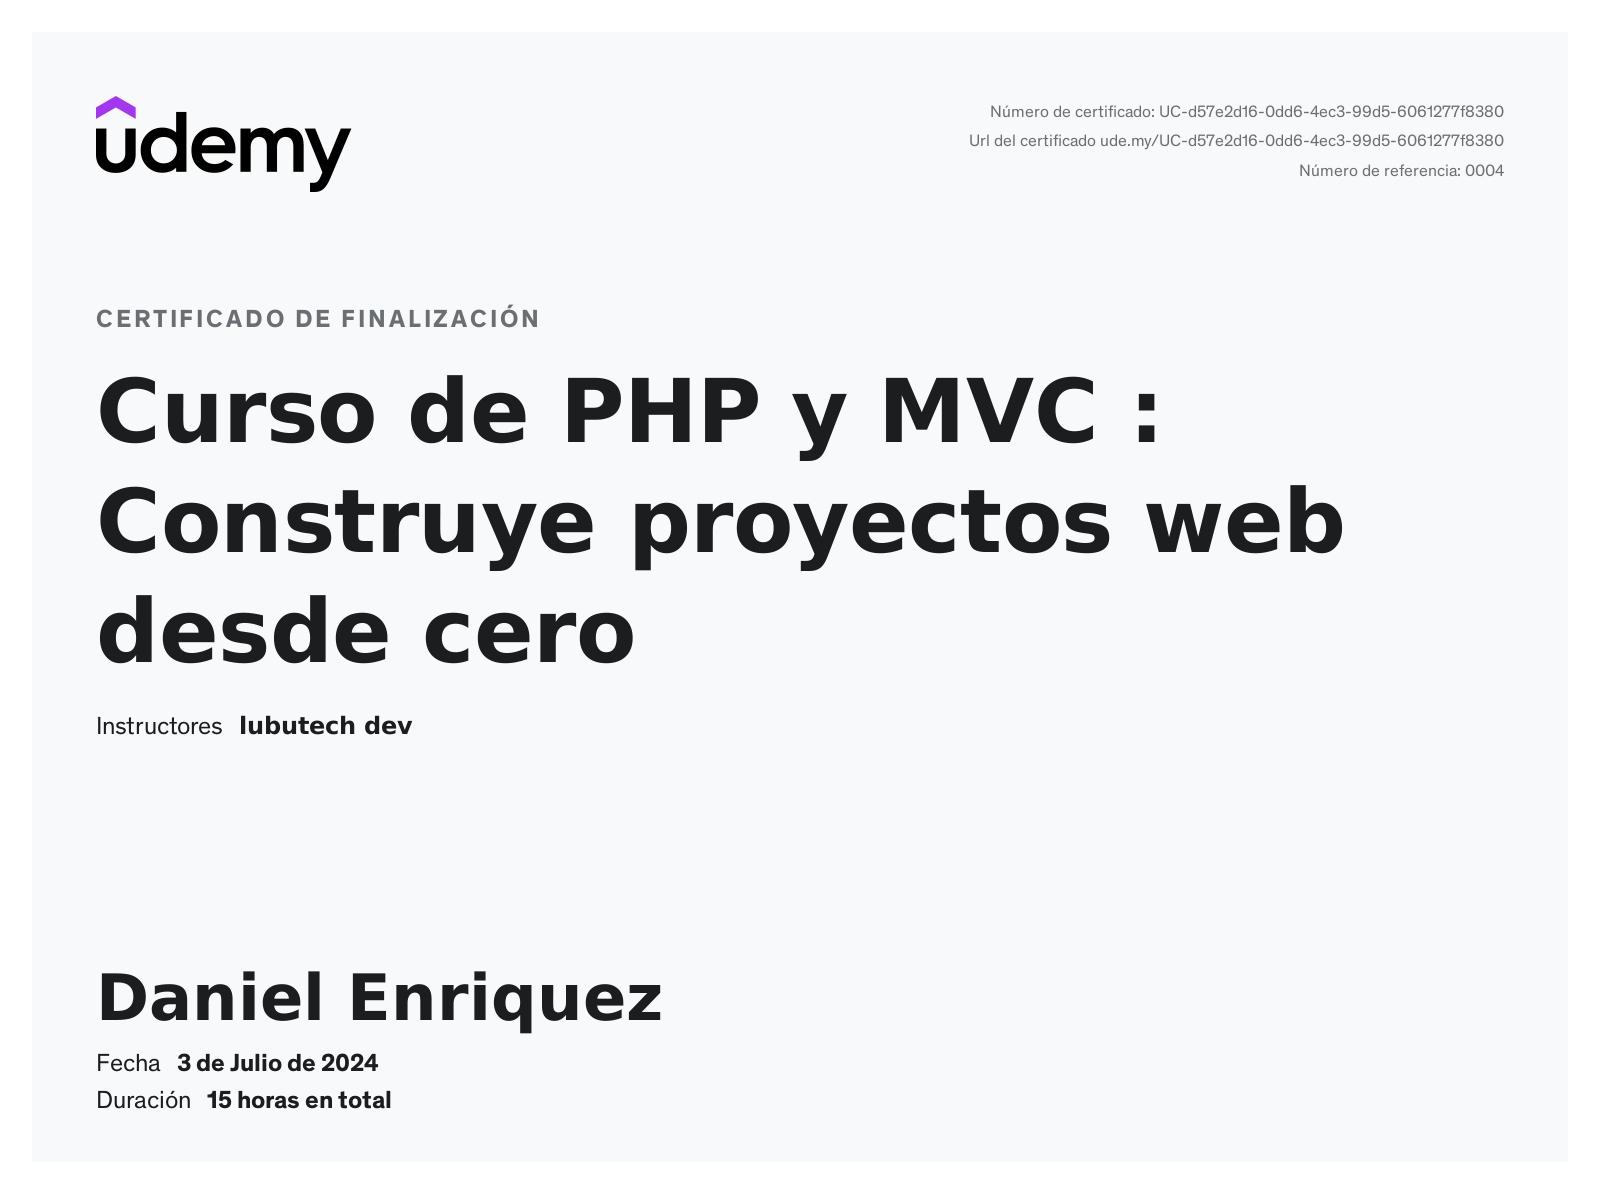 udemy
Número de certificado: UC-d57e2d16-0dd6-4ec3-99d5-6061277f8380
Url del certificado ude.my/UC-d57e2d16-0dd6-4ec3-99d5-6061277f8380
Número de referencia: 0004
CERTIFICADO DE FINALIZACIÓN
Curso de PHP y MVC :
Construye proyectos web
desde cero
Instructores lubutech dev
Daniel Enriquez
Fecha 3 de Julio de 2024
Duración 15 horas en total